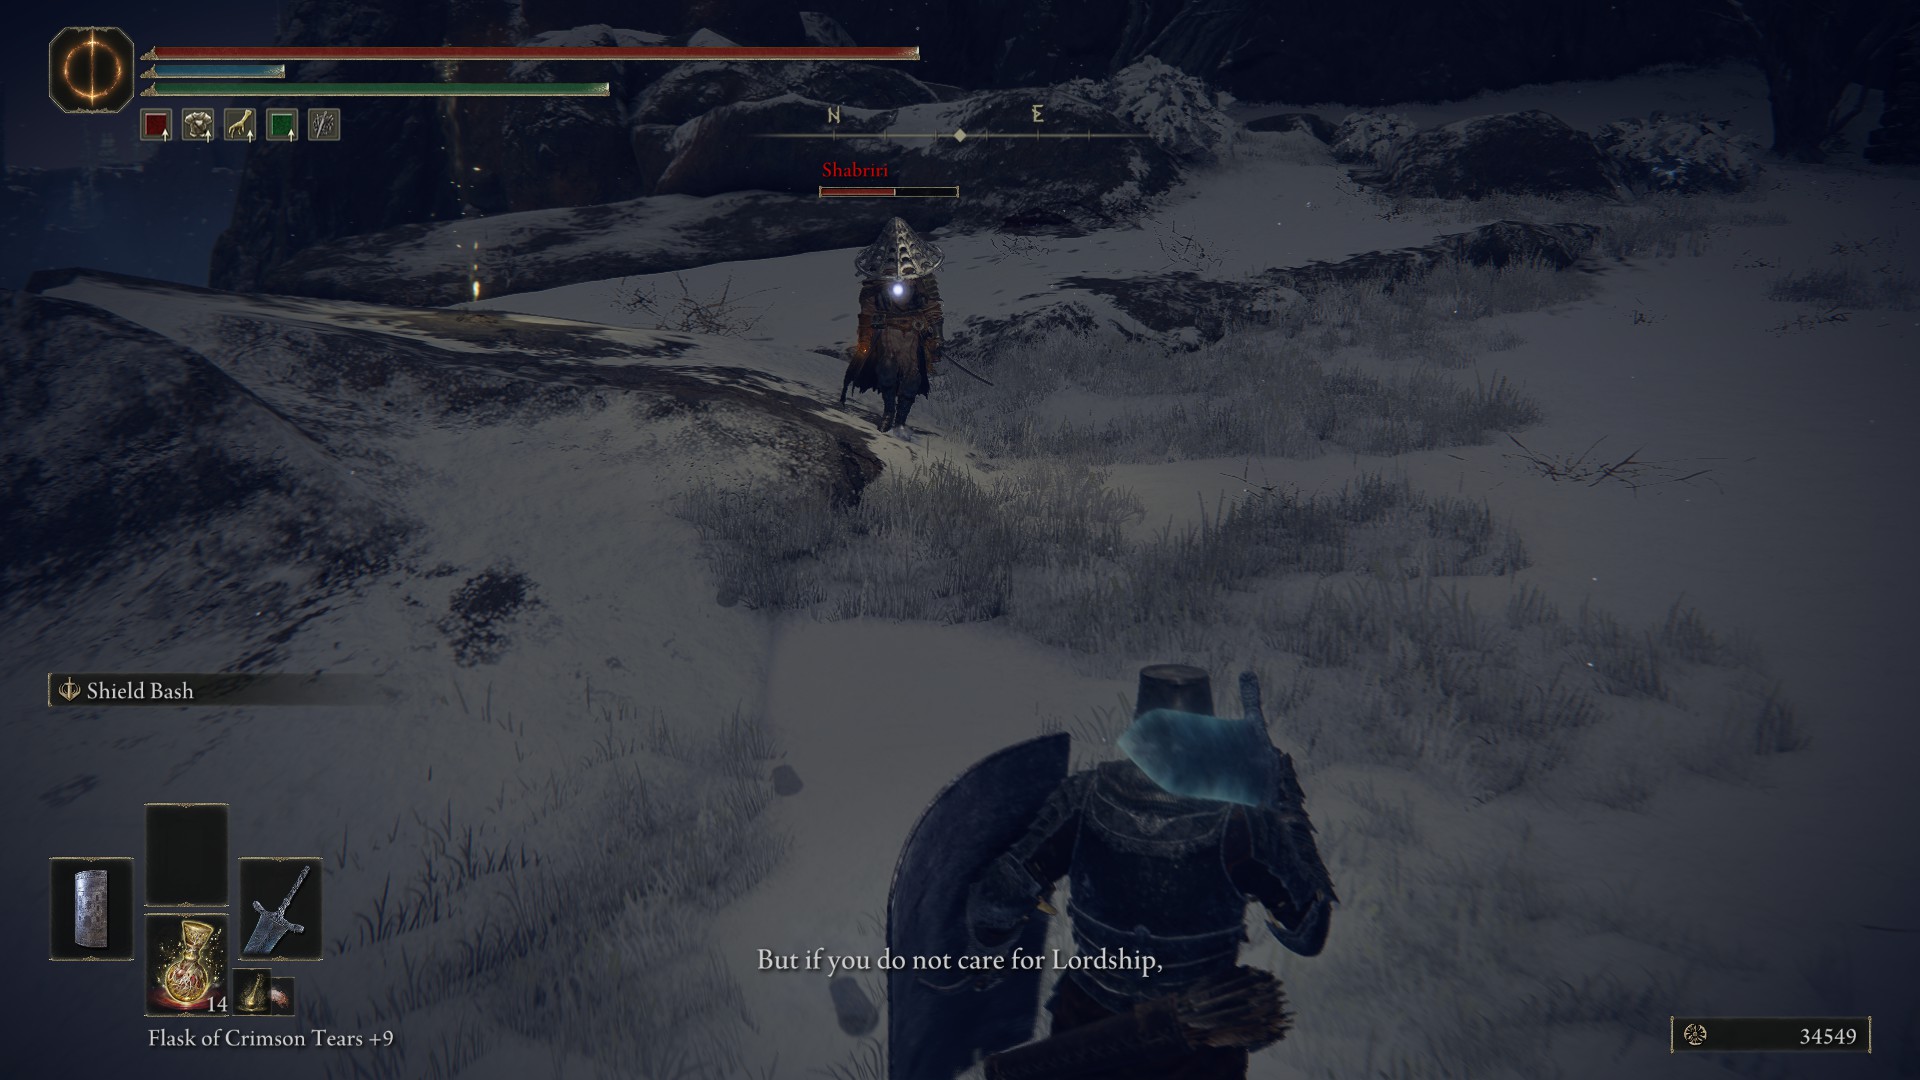 N
E
Shabriri
Shield Bash
But if you do not care for Lordship,
14
Flask of Crimson Tears +9
34549